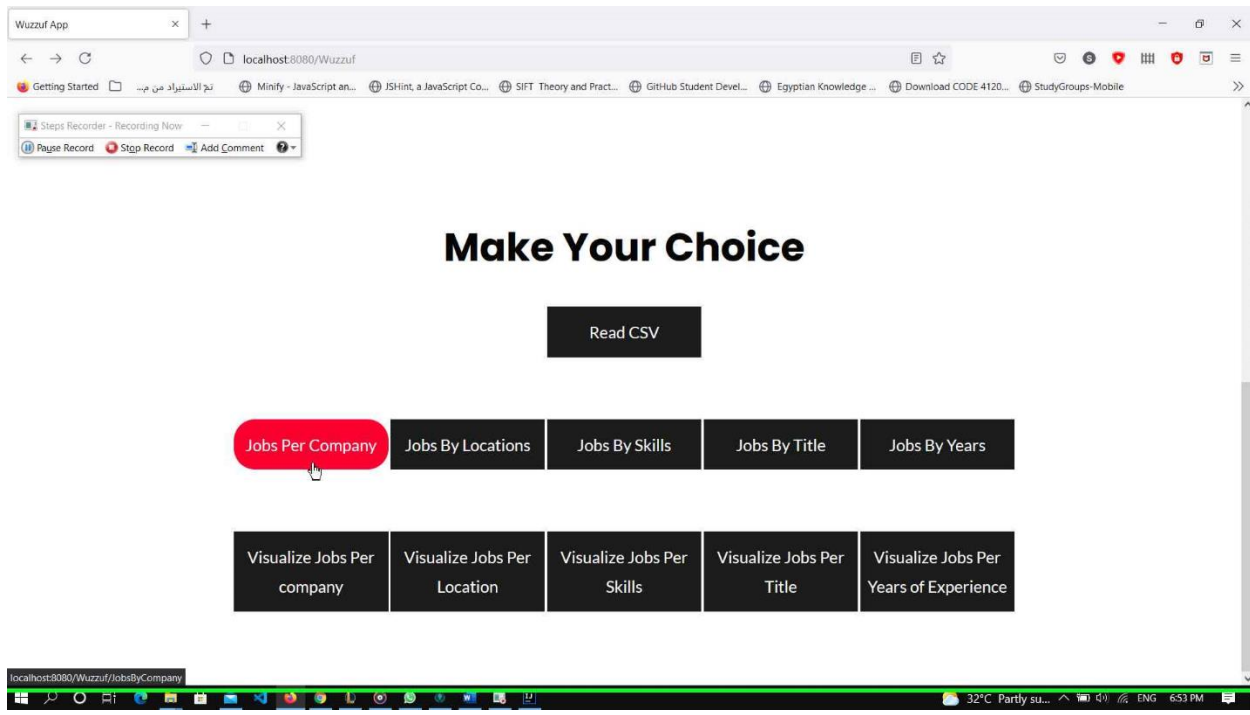 Wuzzuf App
localhost:8080/Wuzzuf
Getting Started تمّ الاستيراد من م... Minify - JavaScript an... JSHint, a JavaScript Co... SIFT Theory and Pract... GitHub Student Devel... Egyptian Knowledge ... Download CODE 4120... StudyGroups-Mobile
Steps Recorder - Recording Now
Pause Record Stop Record Add Comment
Make Your Choice
Read CSV
Jobs Per Company Jobs By Locations Jobs By Skills Jobs By Title Jobs By Years
Visualize Jobs Per Visualize Jobs Per Visualize Jobs Per Visualize Jobs Per Visualize Jobs Per
company Location Skills Title Years of Experience
localhost:8080/Wuzzuf/JobsByCompany
32°C Partly su... ENG 6:53 PM